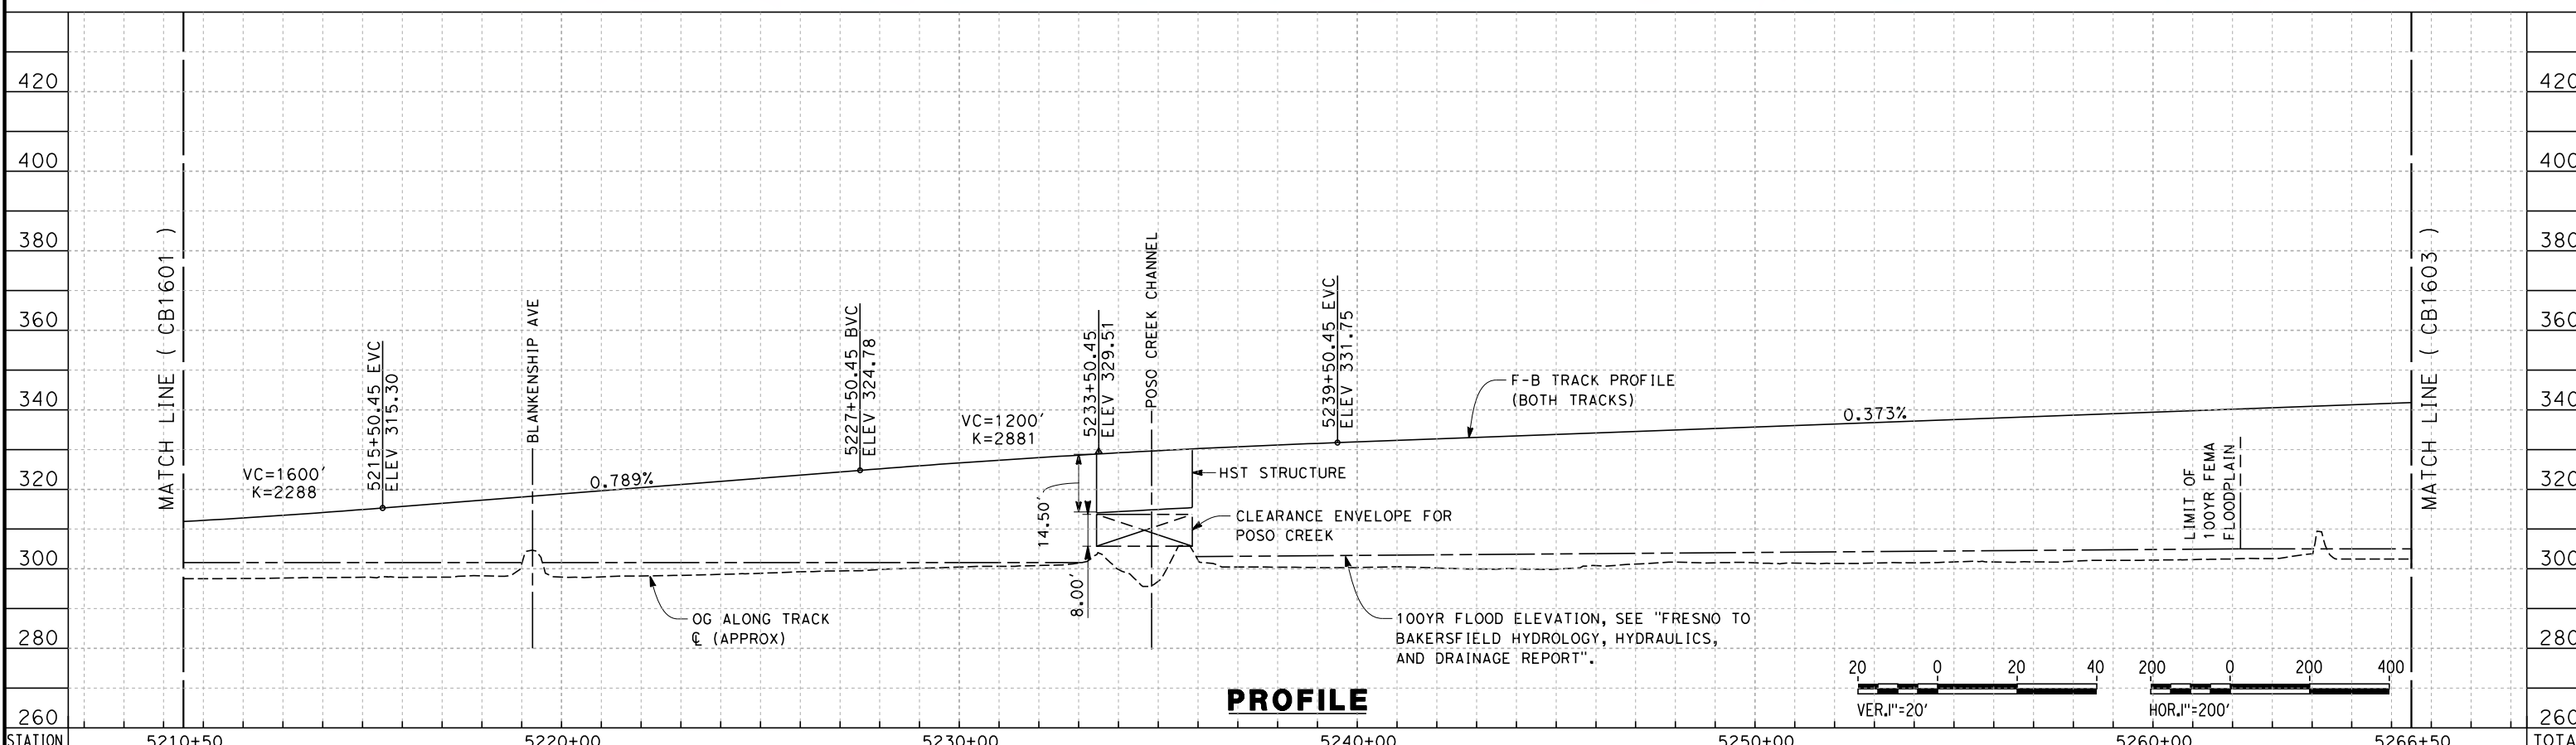 420
400
380
360
340
320
300
280
260
STATION
MATCH LINE ( CB1601 )
VC=1600'
K=2288
5215+50.45 EVC
ELEV 315.30
BLANKENSHIP AVE
0.789%
OG ALONG TRACK
℄ (APPROX)
5227+50.45 BVC
ELEV 324.78
VC=1200'
K=2881
5233+50.45
ELEV 329.51
14.50'
8.00'
POSO CREEK CHANNEL
HST STRUCTURE
CLEARANCE ENVELOPE FOR
POSO CREEK
5239+50.45 EVC
ELEV 331.75
F-B TRACK PROFILE
(BOTH TRACKS)
100YR FLOOD ELEVATION, SEE "FRESNO TO
BAKERSFIELD HYDROLOGY, HYDRAULICS,
AND DRAINAGE REPORT".
0.373%
LIMIT OF
100YR FEMA
FLOODPLAIN
MATCH LINE ( CB1603 )
420
400
380
360
340
320
300
280
260
20 0 20 40
VER.1"=20'
200 0 200 400
HOR.1"=200'
PROFILE
5210+50 5220+00 5230+00 5240+00 5250+00 5260+00 5266+50
TOTA